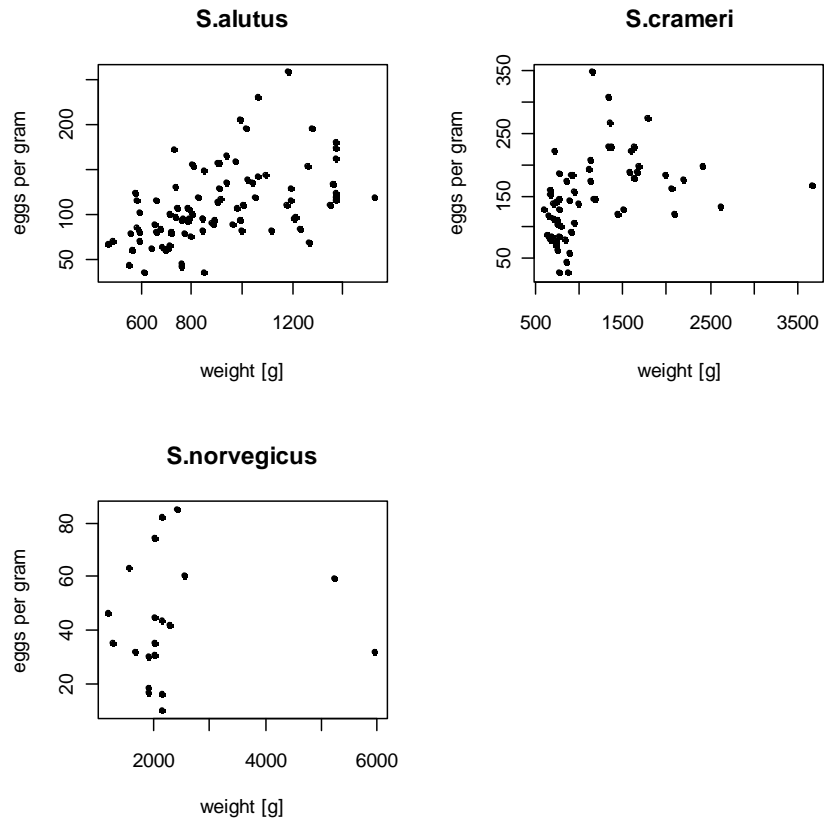 S.alutus
eggs per gram
50 100 200
600 800 1200
weight [g]
S.crameri
eggs per gram
50 150 250 350
500 1500 2500 3500
weight [g]
S.norvegicus
eggs per gram
20 40 60 80
2000 4000 6000
weight [g]